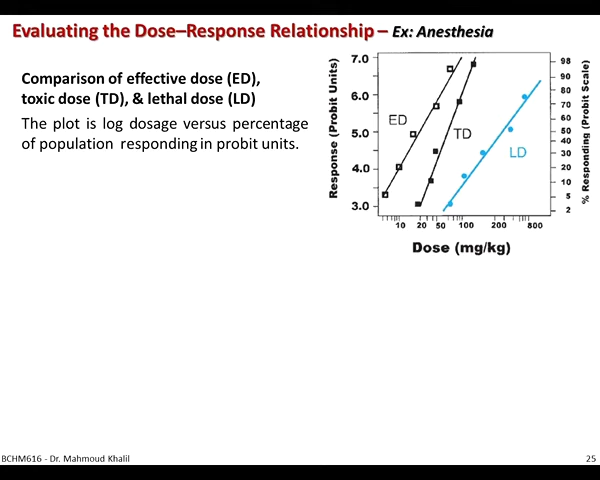 Evaluating the Dose–Response Relationship – Ex: Anesthesia
Comparison of effective dose (ED),
toxic dose (TD), & lethal dose (LD)
The plot is log dosage versus percentage
of population responding in probit units.
Response (Probit Units)
7.0
6.0
5.0
4.0
3.0
ED
TD
LD
98
90
80
70
60
50
40
30
20
10
5
2
% Responding (Probit Scale)
10 20 50 100 200 800
Dose (mg/kg)
BCHM616 - Dr. Mahmoud Khalil
25